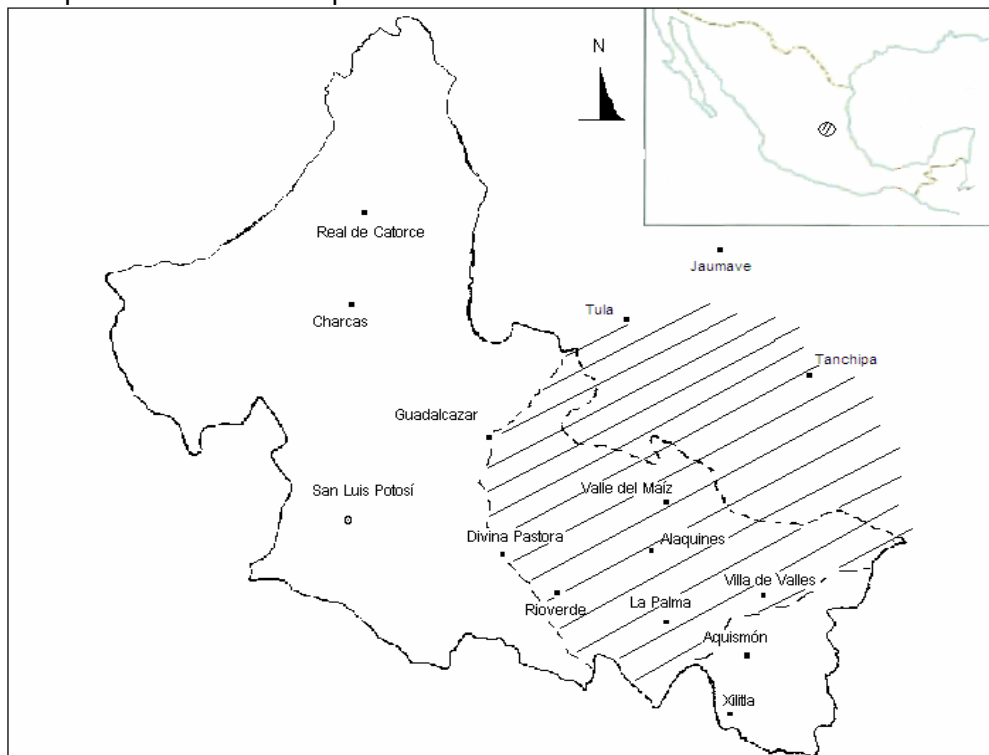 N
Real de Catorce
Jaumave
Charcas
Tula
Tanchipa
Guadalcazar
San Luis Potosí
Valle del Maíz
Divina Pastora
Alaquines
Villa de Valles
Rioverde
La Palma
Aquismón
Xilitla